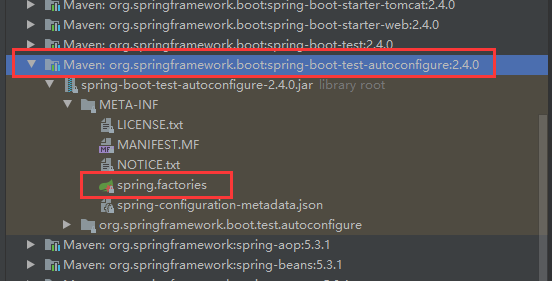 Maven: org.springframework.boot:spring-boot-starter-tomcat:2.4.0
Maven: org.springframework.boot:spring-boot-starter-web:2.4.0
Maven: org.springframework.boot:spring-boot-test:2.4.0
Maven: org.springframework.boot:spring-boot-test-autoconfigure:2.4.0
spring-boot-test-autoconfigure-2.4.0.jar library root
META-INF
LICENSE.txt
MANIFEST.MF
NOTICE.txt
spring.factories
spring-configuration-metadata.json
org.springframework.boot.test.autoconfigure
Maven: org.springframework:spring-aop:5.3.1
Maven: org.springframework:spring-beans:5.3.1